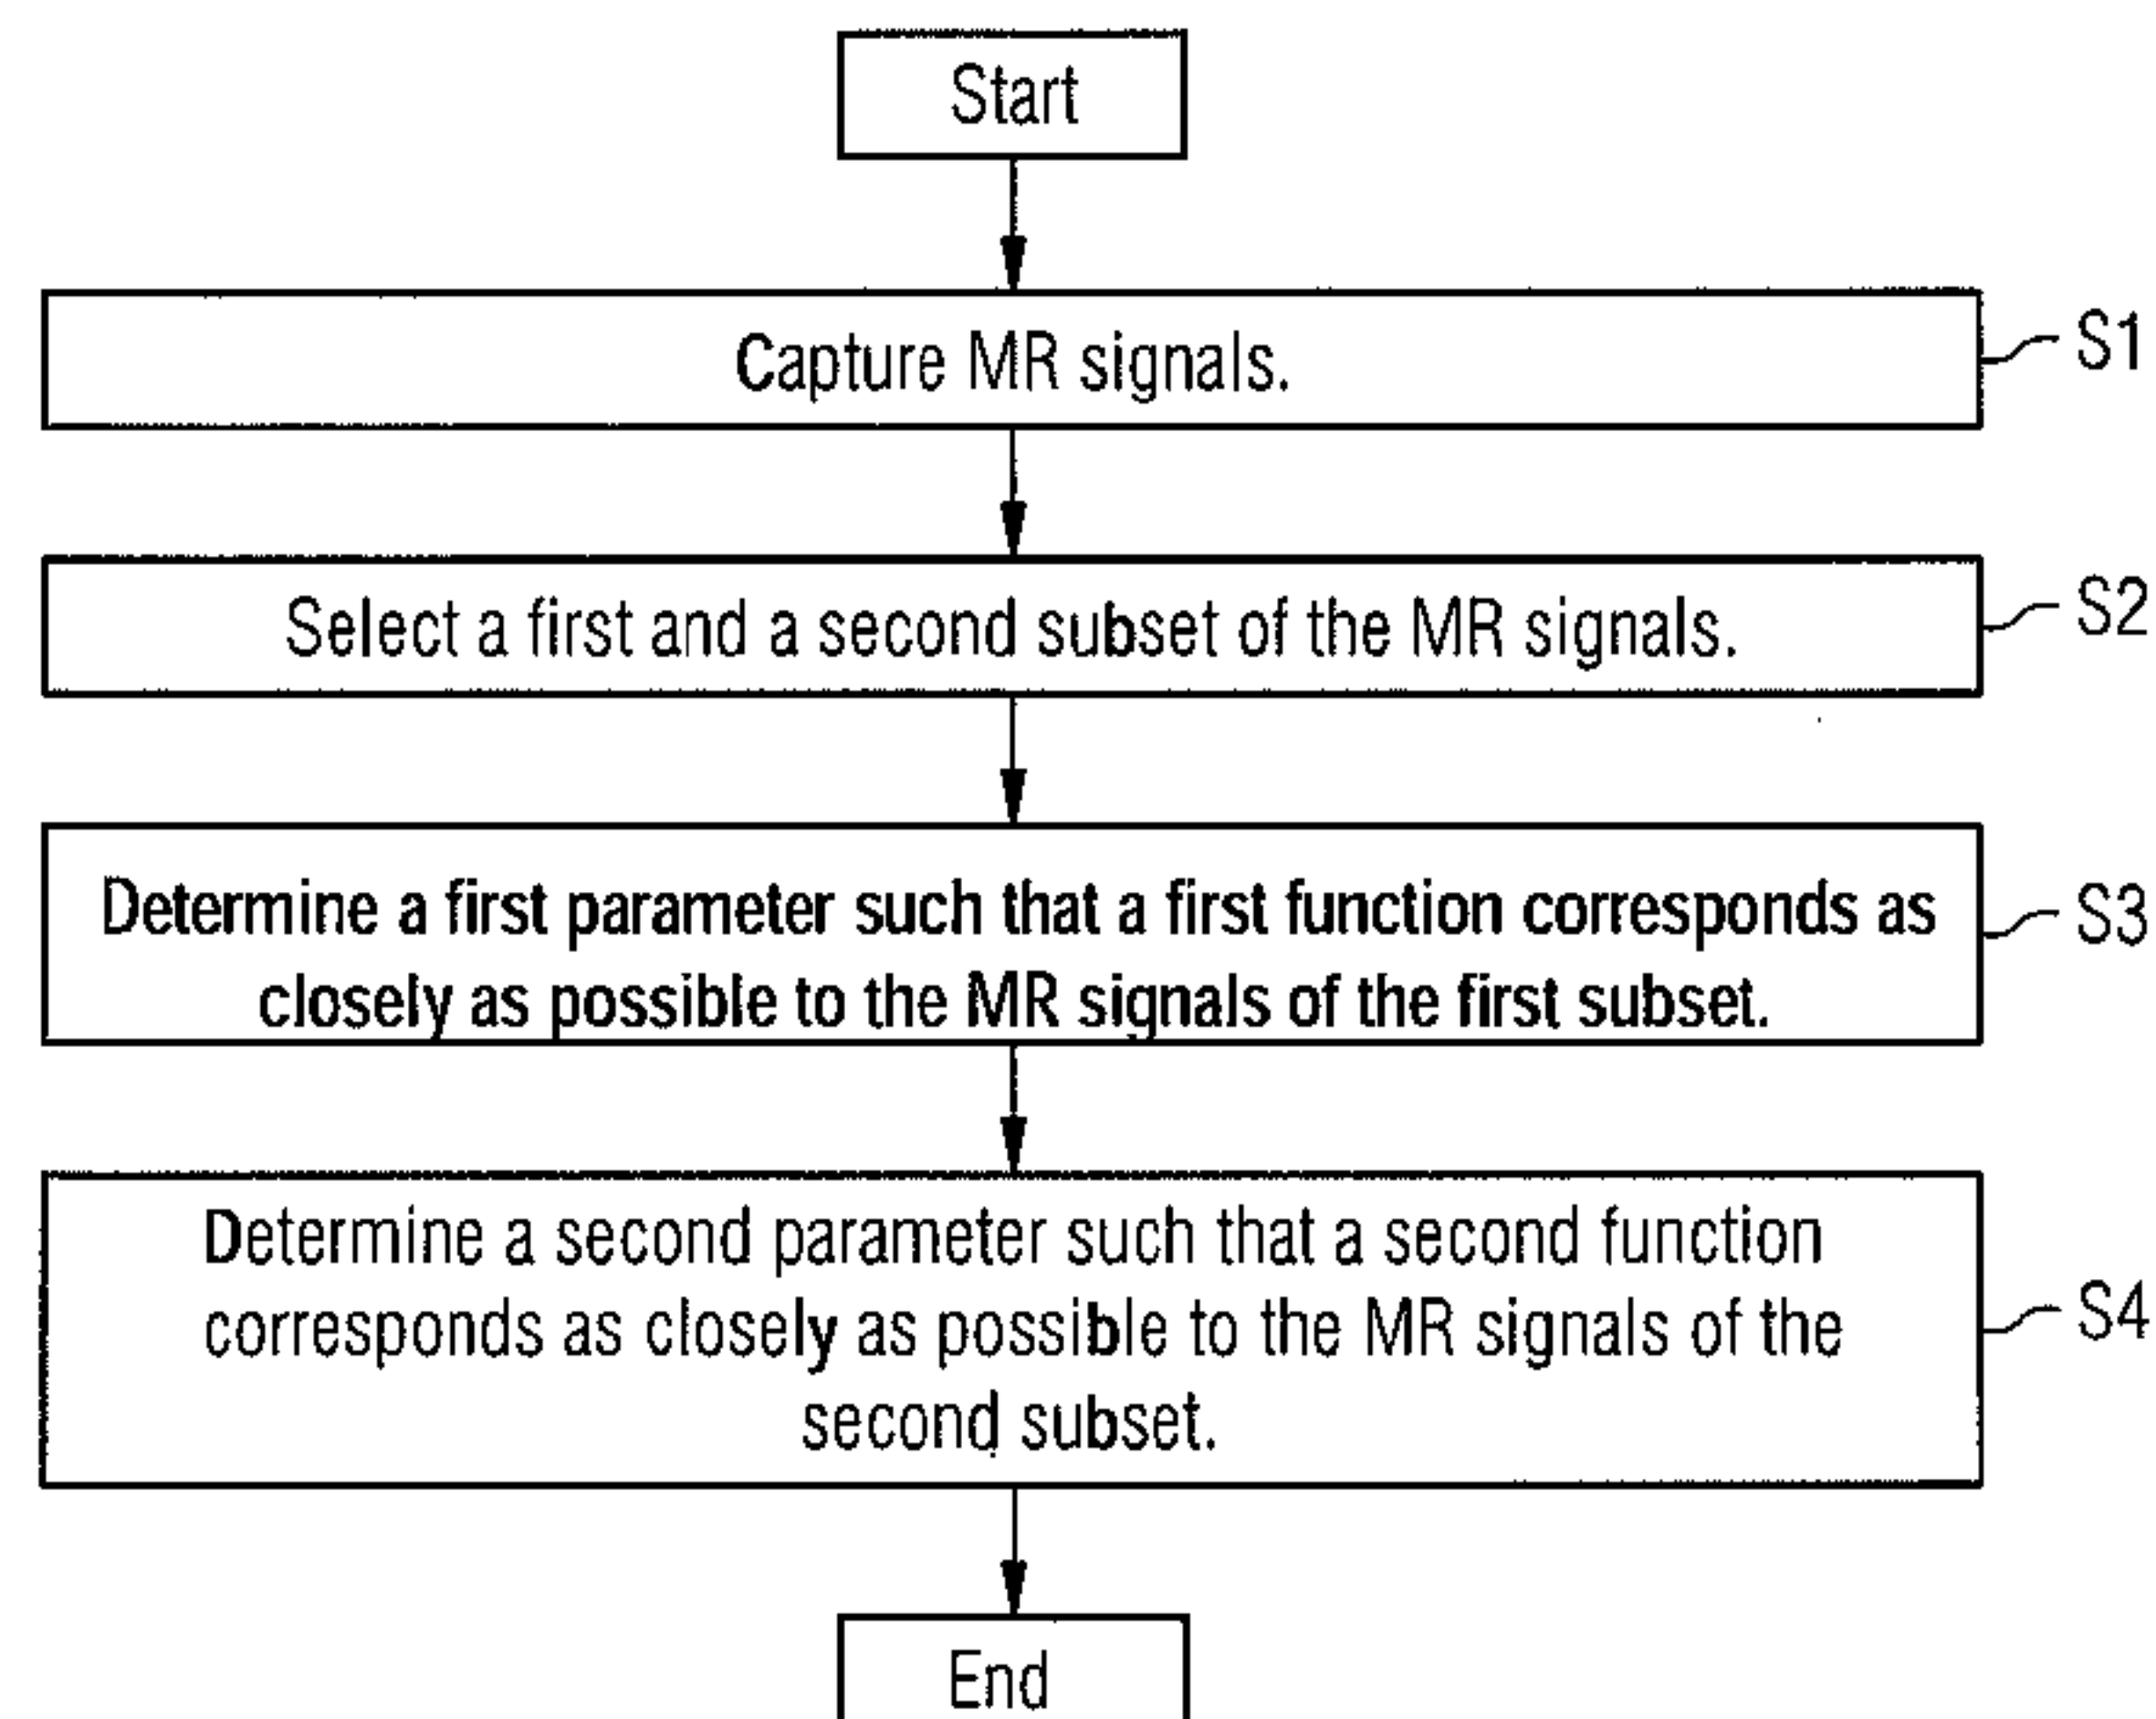 Start
Capture MR signals.
S1
Select a first and a second subset of the MR signals.
S2
Determine a first parameter such that a first function corresponds as
closely as possible to the MR signals of the first subset.
S3
Determine a second parameter such that a second function
corresponds as closely as possible to the MR signals of the
second subset.
S4
End